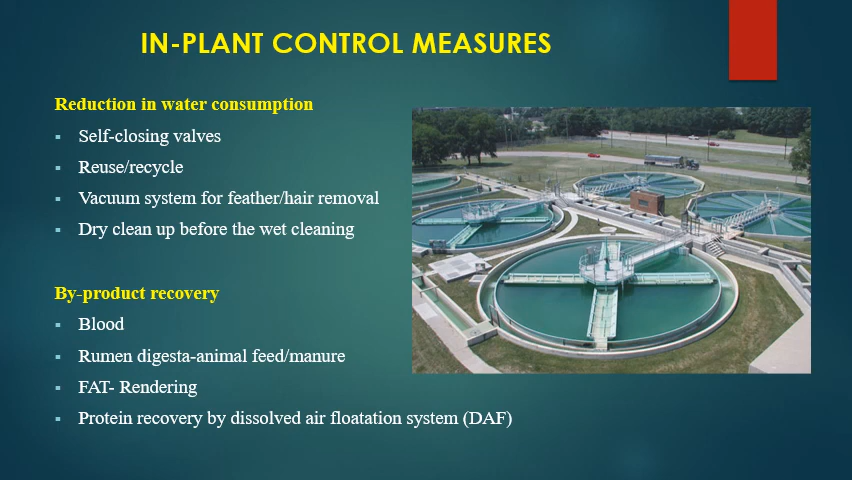 IN-PLANT CONTROL MEASURES
Reduction in water consumption
▪ Self-closing valves
▪ Reuse/recycle
▪ Vacuum system for feather/hair removal
▪ Dry clean up before the wet cleaning
By-product recovery
▪ Blood
▪ Rumen digesta-animal feed/manure
▪ FAT- Rendering
▪ Protein recovery by dissolved air floatation system (DAF)